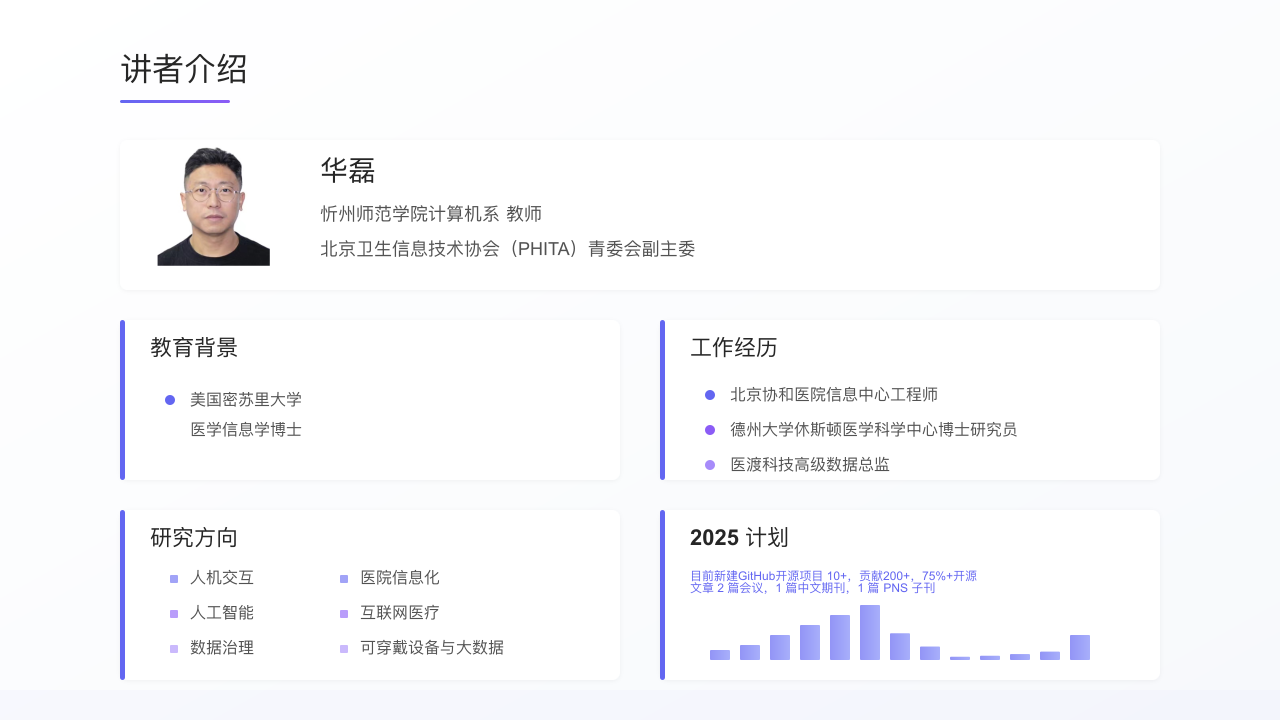 讲者介绍
华磊
忻州师范学院计算机系 教师
北京卫生信息技术协会（PHITA）青委会副主委
教育背景
美国密苏里大学
医学信息学博士
工作经历
北京协和医院信息中心工程师
德州大学休斯顿医学科学中心博士研究员
医渡科技高级数据总监
研究方向
人机交互
医院信息化
人工智能
互联网医疗
数据治理
可穿戴设备与大数据
2025 计划
目前新建GitHub开源项目 10+，贡献200+，75%+开源
文章 2 篇会议，1 篇中文期刊，1 篇 PNS 子刊